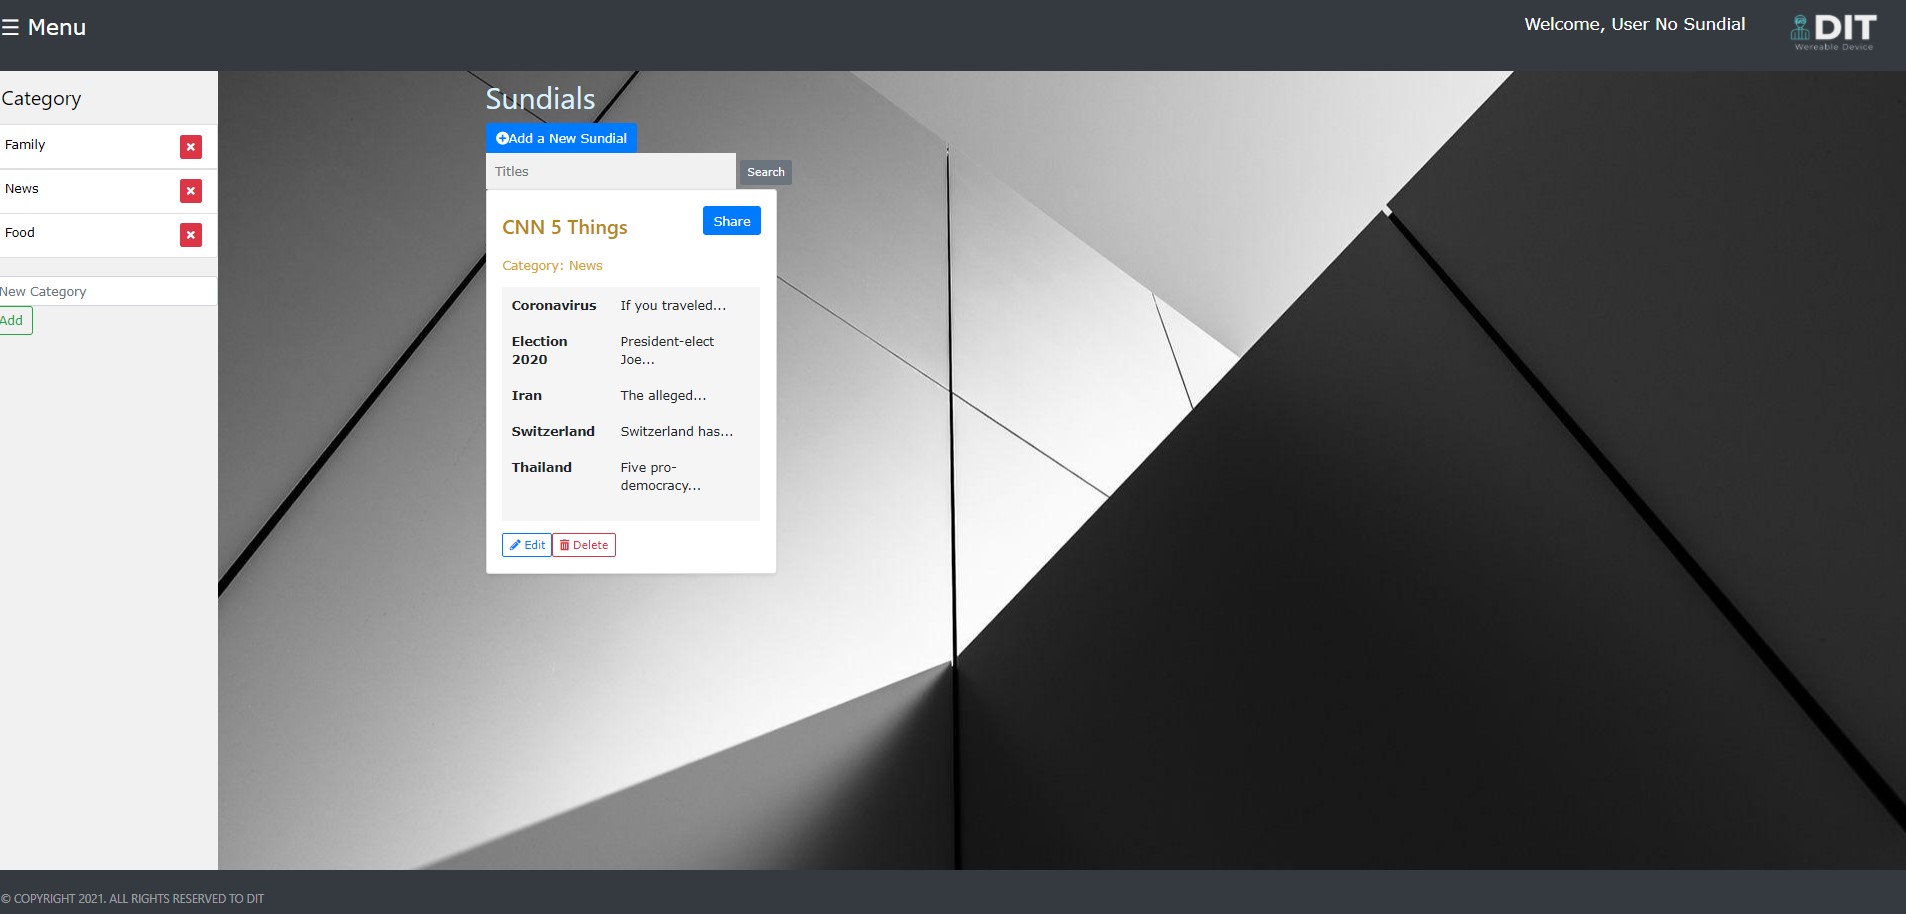 ☰ Menu
Welcome, User No Sundial
DIT
Wereable Device
Category
Family
News
Food
New Category
Add
Sundials
Add a New Sundial
Titles
Search
CNN 5 Things
Share
Category: News
Coronavirus If you traveled...
Election President-elect
2020 Joe...
Iran The alleged...
Switzerland Switzerland has...
Thailand Five pro-
democracy...
Edit Delete
© COPYRIGHT 2021. ALL RIGHTS RESERVED TO DIT